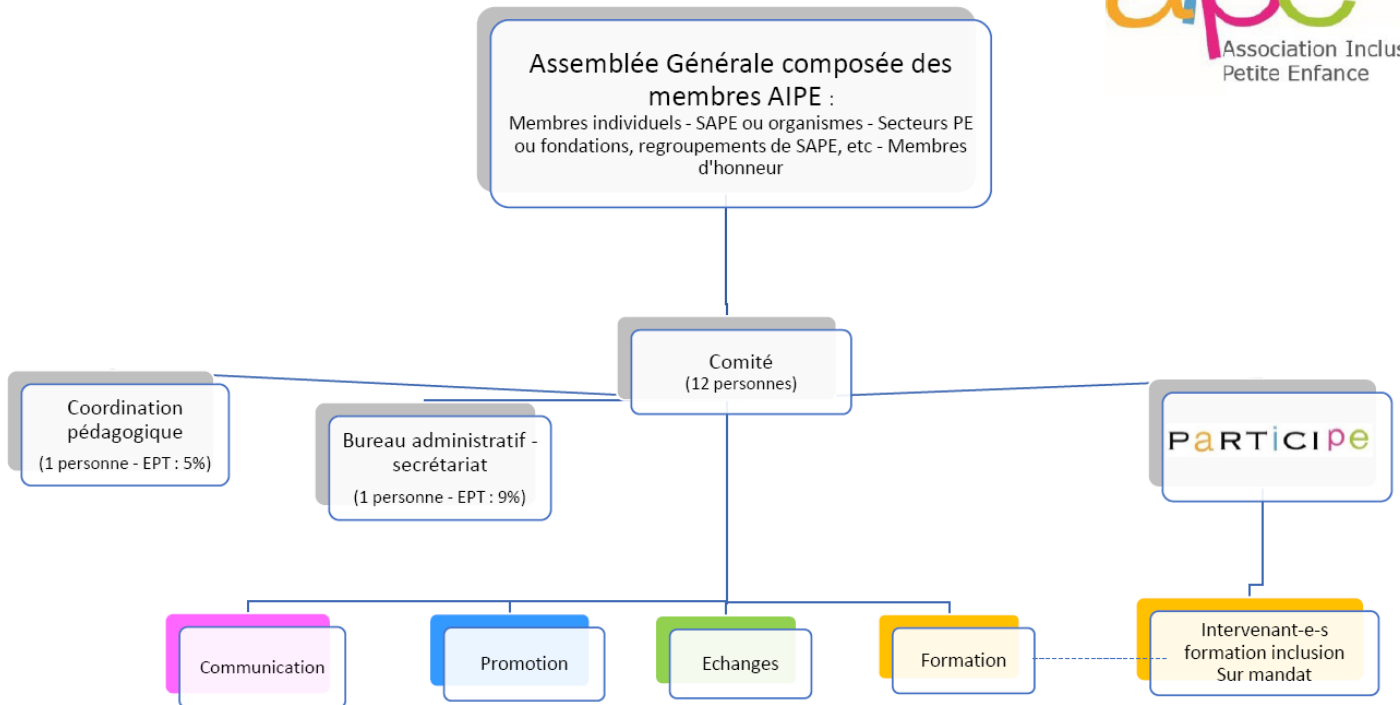 aipe
Association Inclus
Petite Enfance
Assemblée Générale composée des
membres AIPE :
Membres individuels - SAPE ou organismes - Secteurs PE
ou fondations, regroupements de SAPE, etc - Membres
d'honneur
Comité
(12 personnes)
Coordination
pédagogique
(1 personne - EPT : 5%)
Bureau administratif -
secrétariat
(1 personne - EPT : 9%)
PaRTiCIpe
Communication
Promotion
Echanges
Formation
Intervenant-e-s
formation inclusion
Sur mandat